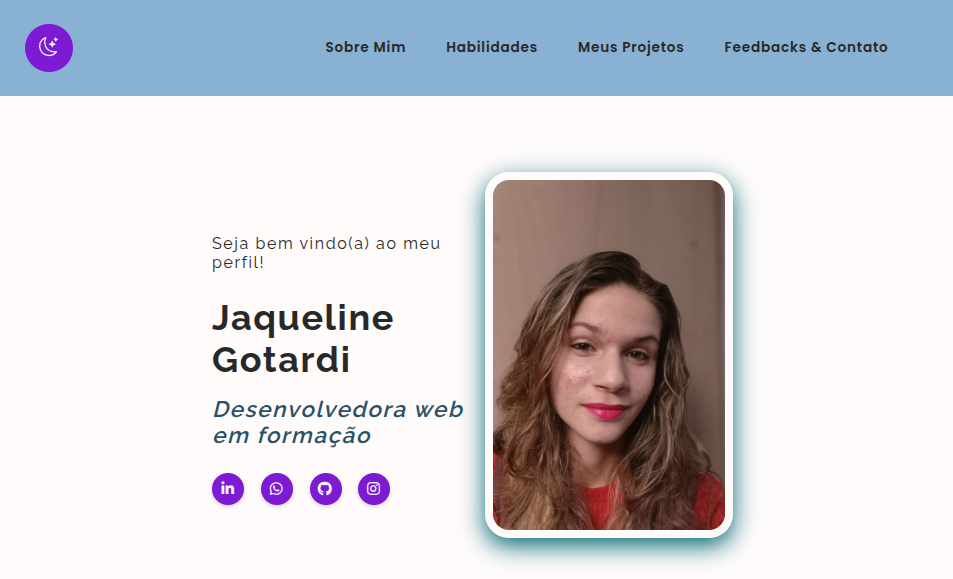 Sobre Mim Habilidades Meus Projetos Feedbacks & Contato
Seja bem vindo(a) ao meu
perfil!
Jaqueline
Gotardi
Desenvolvedora web
em formação
in